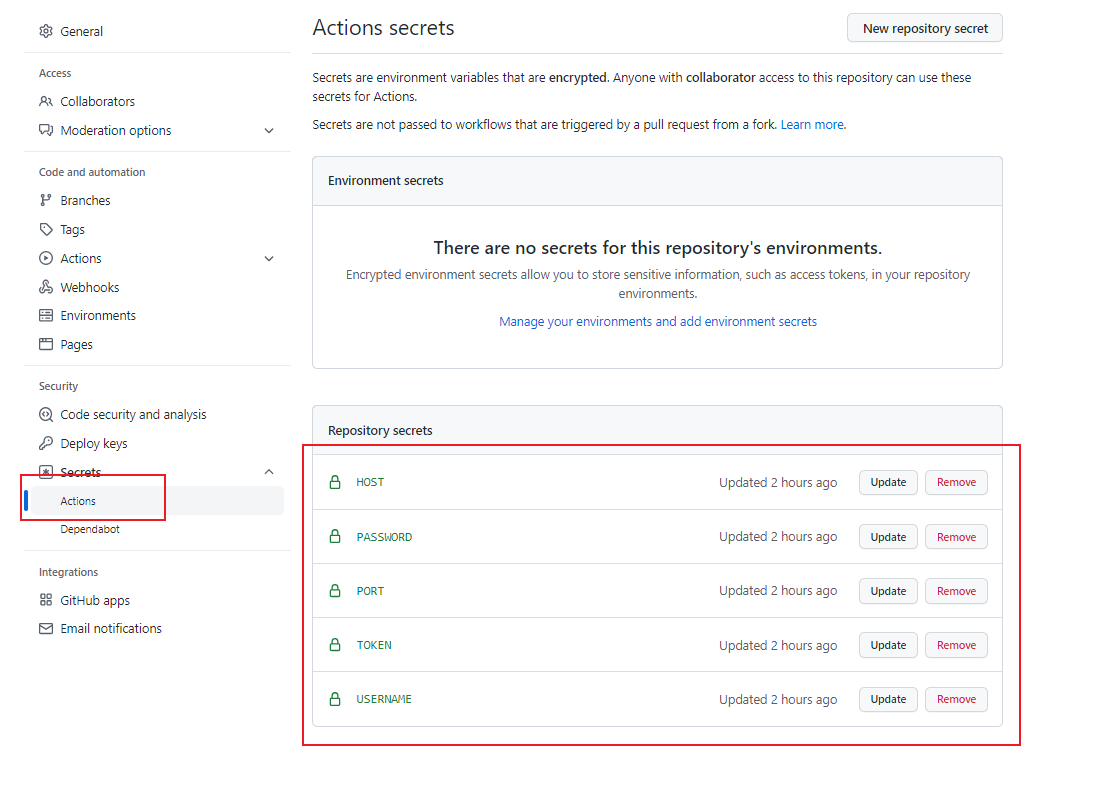 General
Access
Collaborators
Moderation options
Code and automation
Branches
Tags
Actions
Webhooks
Environments
Pages
Security
Code security and analysis
Deploy keys
Secrets
Actions
Dependabot
Integrations
GitHub apps
Email notifications
Actions secrets
New repository secret
Secrets are environment variables that are encrypted. Anyone with collaborator access to this repository can use these
secrets for Actions.
Secrets are not passed to workflows that are triggered by a pull request from a fork. Learn more.
Environment secrets
There are no secrets for this repository's environments.
Encrypted environment secrets allow you to store sensitive information, such as access tokens, in your repository
environments.
Manage your environments and add environment secrets
Repository secrets
HOST Updated 2 hours ago Update Remove
PASSWORD Updated 2 hours ago Update Remove
PORT Updated 2 hours ago Update Remove
TOKEN Updated 2 hours ago Update Remove
USERNAME Updated 2 hours ago Update Remove